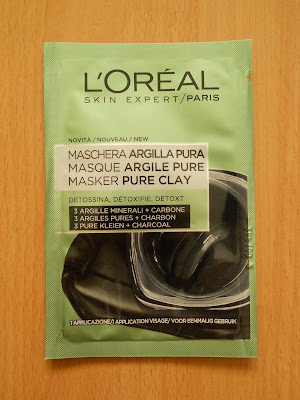 L'ORÉAL
SKIN EXPERT/PARIS
NOVITÀ / NOUVEAU / NEW
MASCHERA ARGILLA PURA
MASQUE ARGILE PURE
MASKER PURE CLAY
DETOSSINA, DÉTOXIFIE, DETOXT
3 ARGILLE MINERALI + CARBONE
3 ARGILES PURES + CHARBON
3 PURE KLEIEN + CHARCOAL
1 APPLICAZIONE/1 APPLICATION VISAGE/ VOOR EENMALIG GEBRUIK